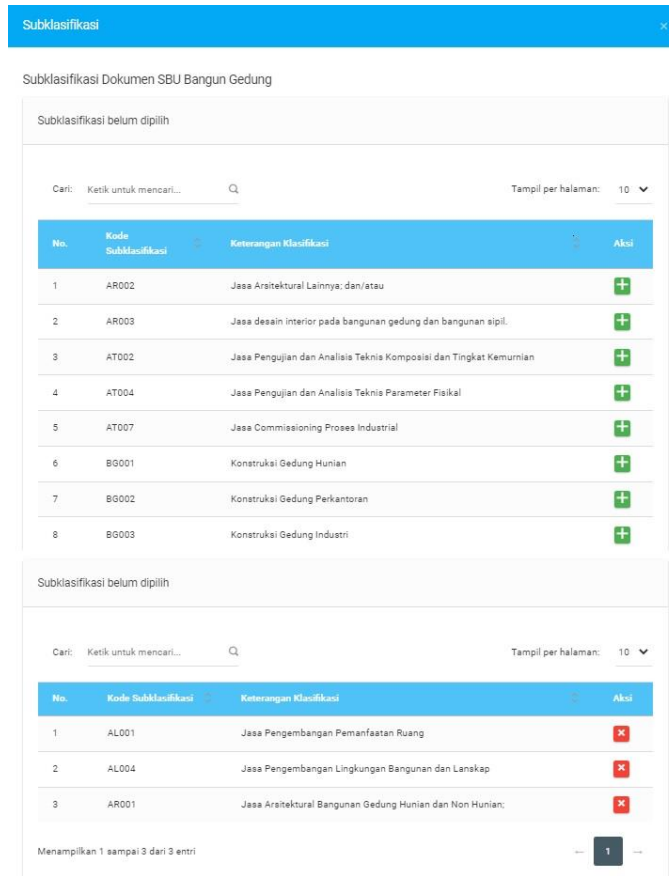 Subklasifikasi ×
Subklasifikasi Dokumen SBU Bangun Gedung
Subklasifikasi belum dipilih
Cari: Ketik untuk mencari... Tampil per halaman: 10
No. Kode Subklasifikasi Keterangan Klasifikasi Aksi
1 AR002 Jasa Arsitektural Lainnya; dan/atau
2 AR003 Jasa desain interior pada bangunan gedung dan bangunan sipil.
3 AT002 Jasa Pengujian dan Analisis Teknis Komposisi dan Tingkat Kemurnian
4 AT004 Jasa Pengujian dan Analisis Teknis Parameter Fisikal
5 AT007 Jasa Commissioning Proses Industrial
6 BG001 Konstruksi Gedung Hunian
7 BG002 Konstruksi Gedung Perkantoran
8 BG003 Konstruksi Gedung Industri
Subklasifikasi belum dipilih
Cari: Ketik untuk mencari... Tampil per halaman: 10
No. Kode Subklasifikasi Keterangan Klasifikasi Aksi
1 AL001 Jasa Pengembangan Pemanfaatan Ruang
2 AL004 Jasa Pengembangan Lingkungan Bangunan dan Lanskap
3 AR001 Jasa Arsitektural Bangunan Gedung Hunian dan Non Hunian;
Menampilkan 1 sampai 3 dari 3 entri ← 1 →